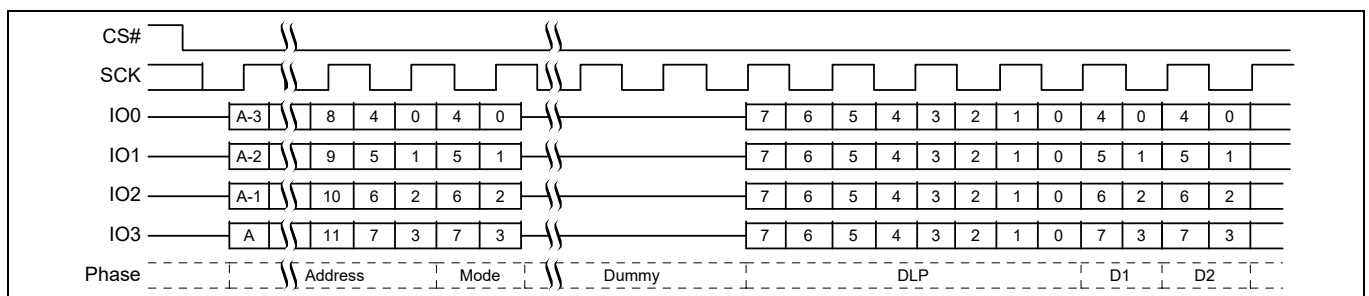 CS#
SCK
IO0 A-3 8 4 0 4 0 7 6 5 4 3 2 1 0 4 0 4 0
IO1 A-2 9 5 1 5 1 7 6 5 4 3 2 1 0 5 1 5 1
IO2 A-1 10 6 2 6 2 7 6 5 4 3 2 1 0 6 2 6 2
IO3 A 11 7 3 7 3 7 6 5 4 3 2 1 0 7 3 7 3
Phase Address Mode Dummy DLP D1 D2